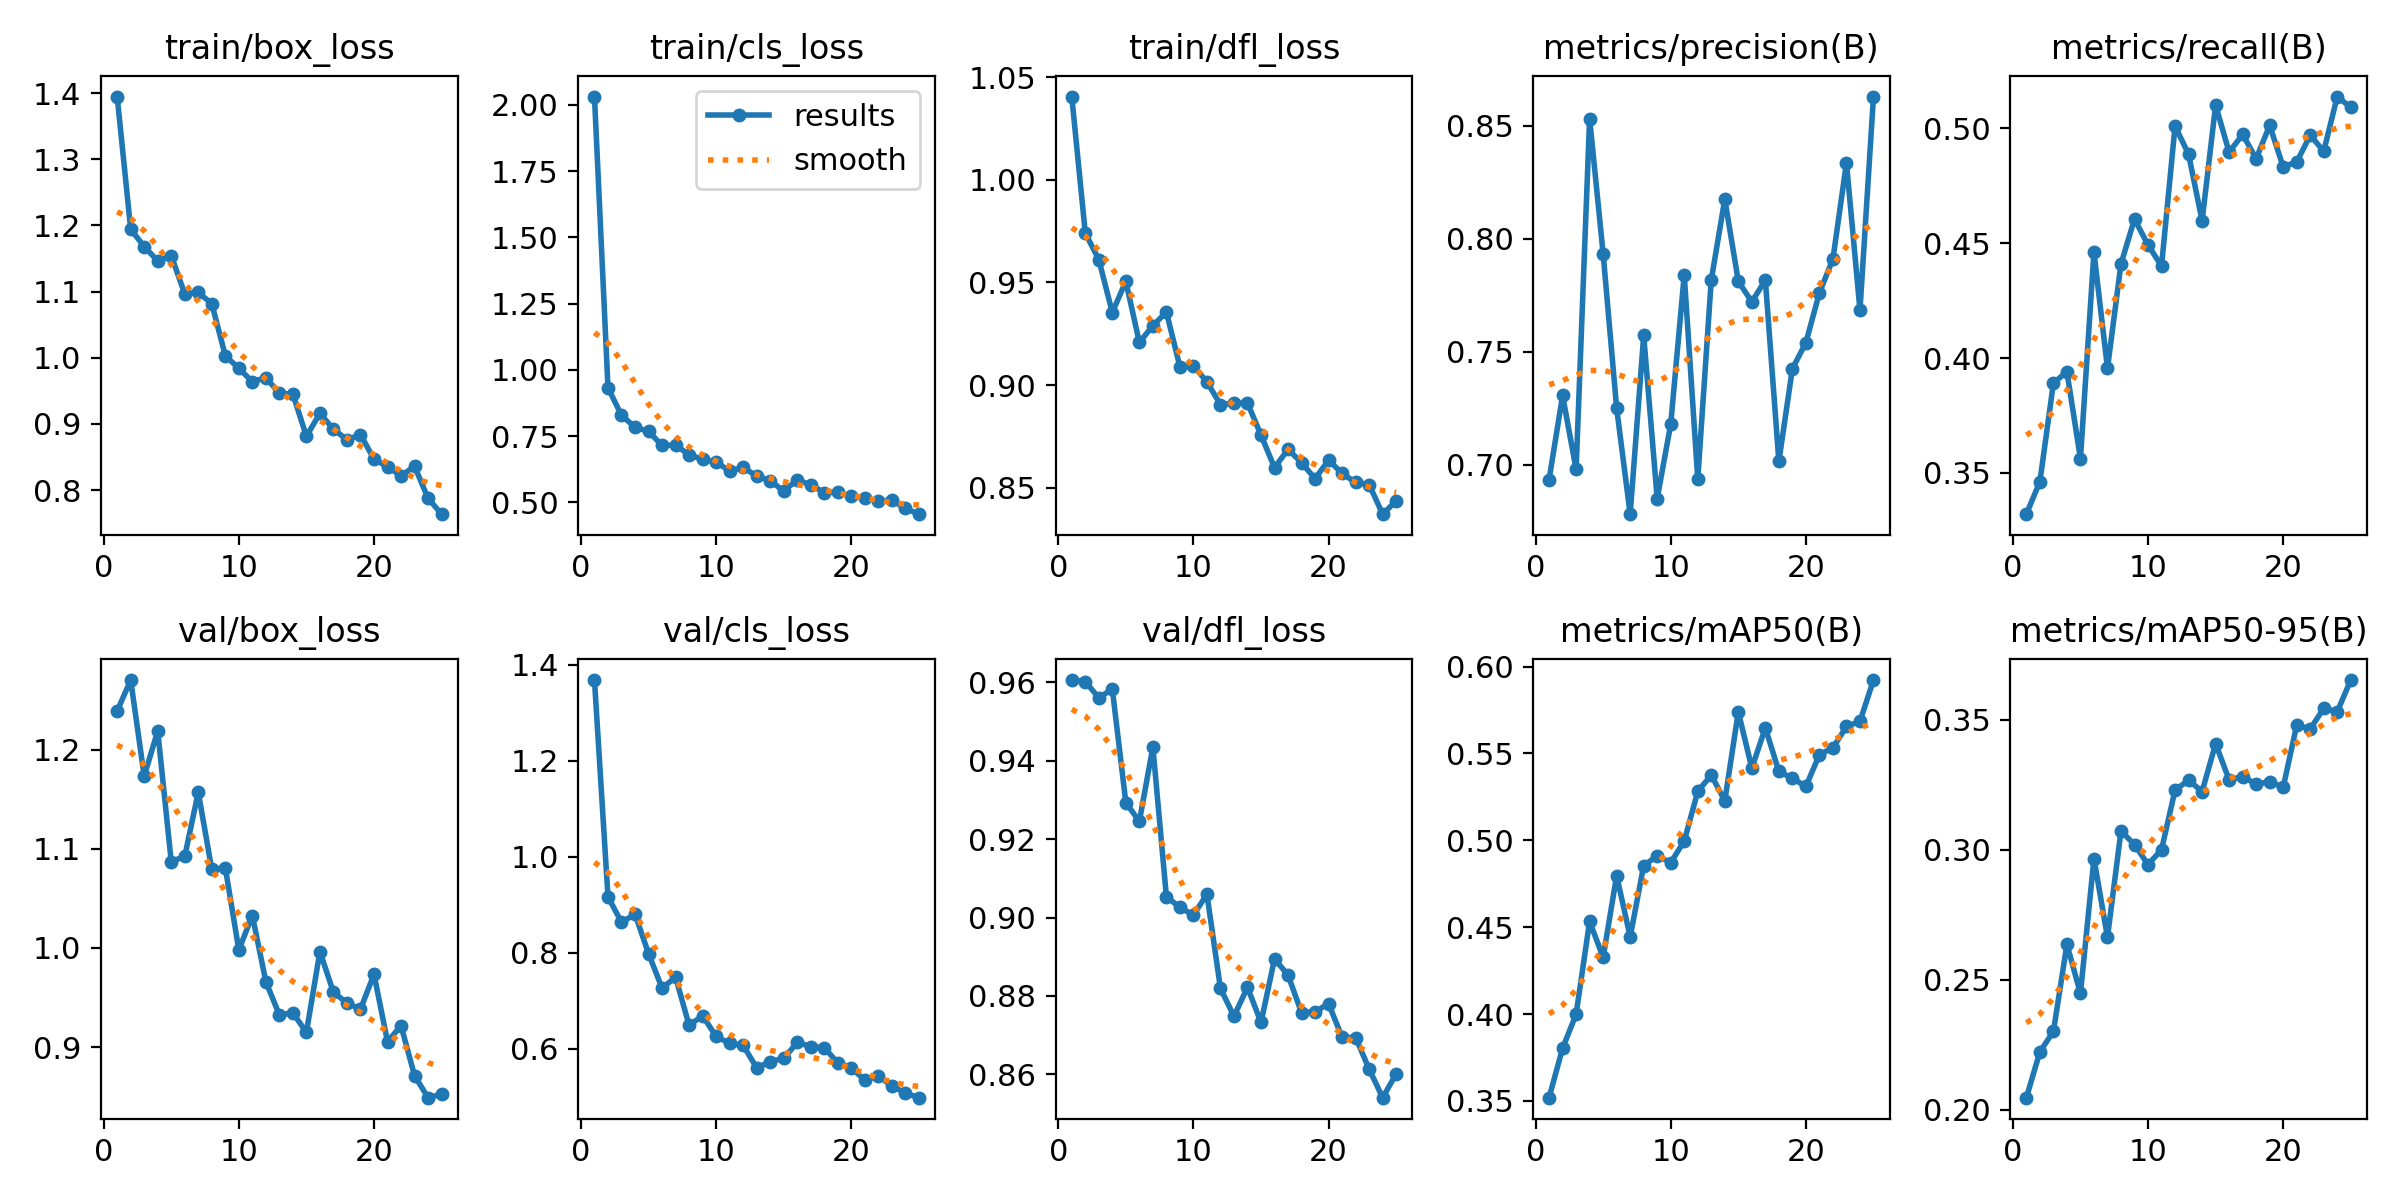 train/box_loss
1.4
1.3
1.2
1.1
1.0
0.9
0.8
0 10 20
train/cls_loss
results
smooth
2.00
1.75
1.50
1.25
1.00
0.75
0.50
0 10 20
train/dfl_loss
1.05
1.00
0.95
0.90
0.85
0 10 20
metrics/precision(B)
0.85
0.80
0.75
0.70
0 10 20
metrics/recall(B)
0.50
0.45
0.40
0.35
0 10 20
val/box_loss
1.2
1.1
1.0
0.9
0 10 20
val/cls_loss
1.4
1.2
1.0
0.8
0.6
0 10 20
val/dfl_loss
0.96
0.94
0.92
0.90
0.88
0.86
0 10 20
metrics/mAP50(B)
0.60
0.55
0.50
0.45
0.40
0.35
0 10 20
metrics/mAP50-95(B)
0.35
0.30
0.25
0.20
0 10 20